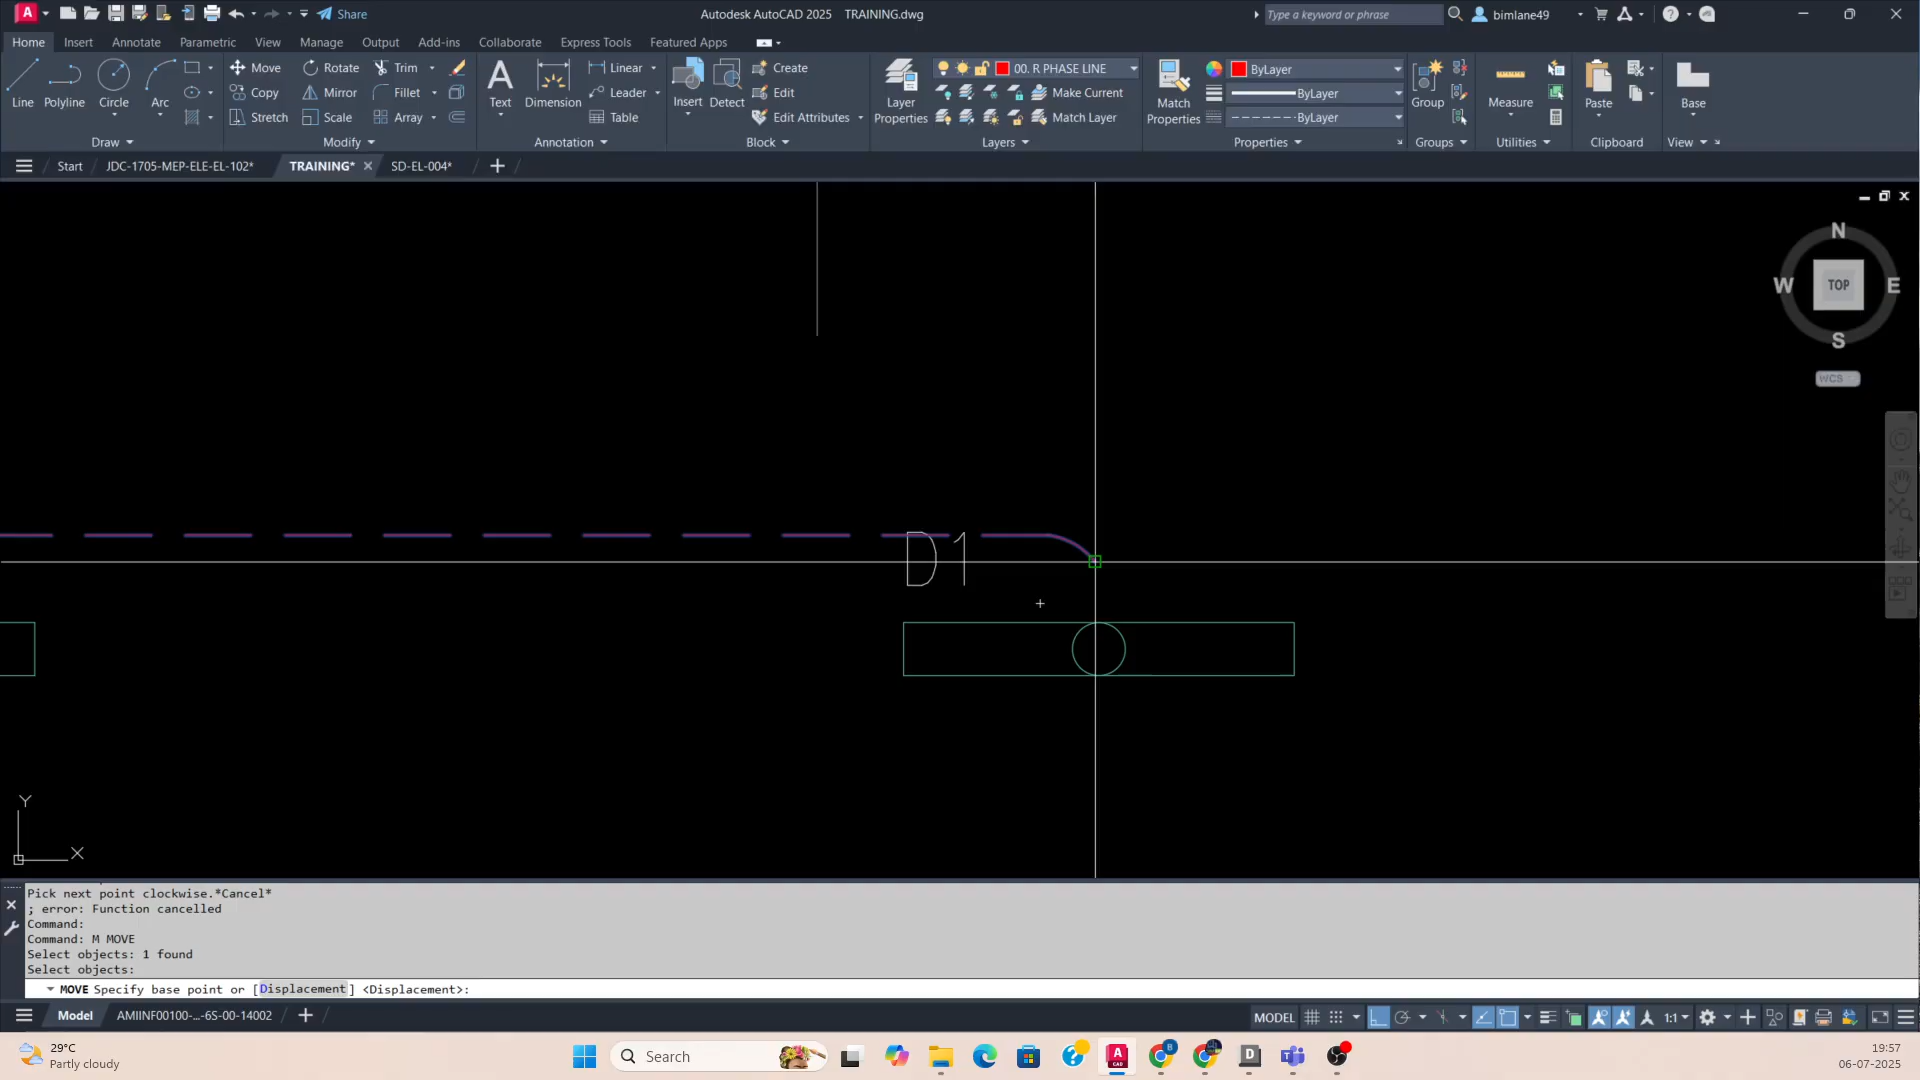 Share
Autodesk AutoCAD 2025 TRAINING.dwg
Type a keyword or phrase
bimlane49
Home Insert Annotate Parametric View Manage Output Add-ins Collaborate Express Tools Featured Apps
Line Polyline Circle Arc
Move Rotate Trim
Copy Mirror Fillet
Stretch Scale Array
Text Dimension
Linear
Leader
Table
Insert Detect
Create
Edit
Edit Attributes
Layer
Properties
00. R PHASE LINE
Make Current
Match Layer
Match
Properties
ByLayer
ByLayer
ByLayer
Group
Measure
Paste
Base
Draw Modify Annotation Block Layers Properties Groups Utilities Clipboard View
Start JDC-1705-MEP-ELE-EL-102* TRAINING* SD-EL-004*
N
W TOP E
S
WCS
D1
Y
X
Pick next point clockwise.*Cancel*
; error: Function cancelled
Command:
Command: M MOVE
Select objects: 1 found
Select objects:
MOVE Specify base point or [Displacement] <Displacement>:
Model AMIINF00100-...-6S-00-14002
MODEL 1:1
29°C
Partly cloudy
Search
19:57
06-07-2025